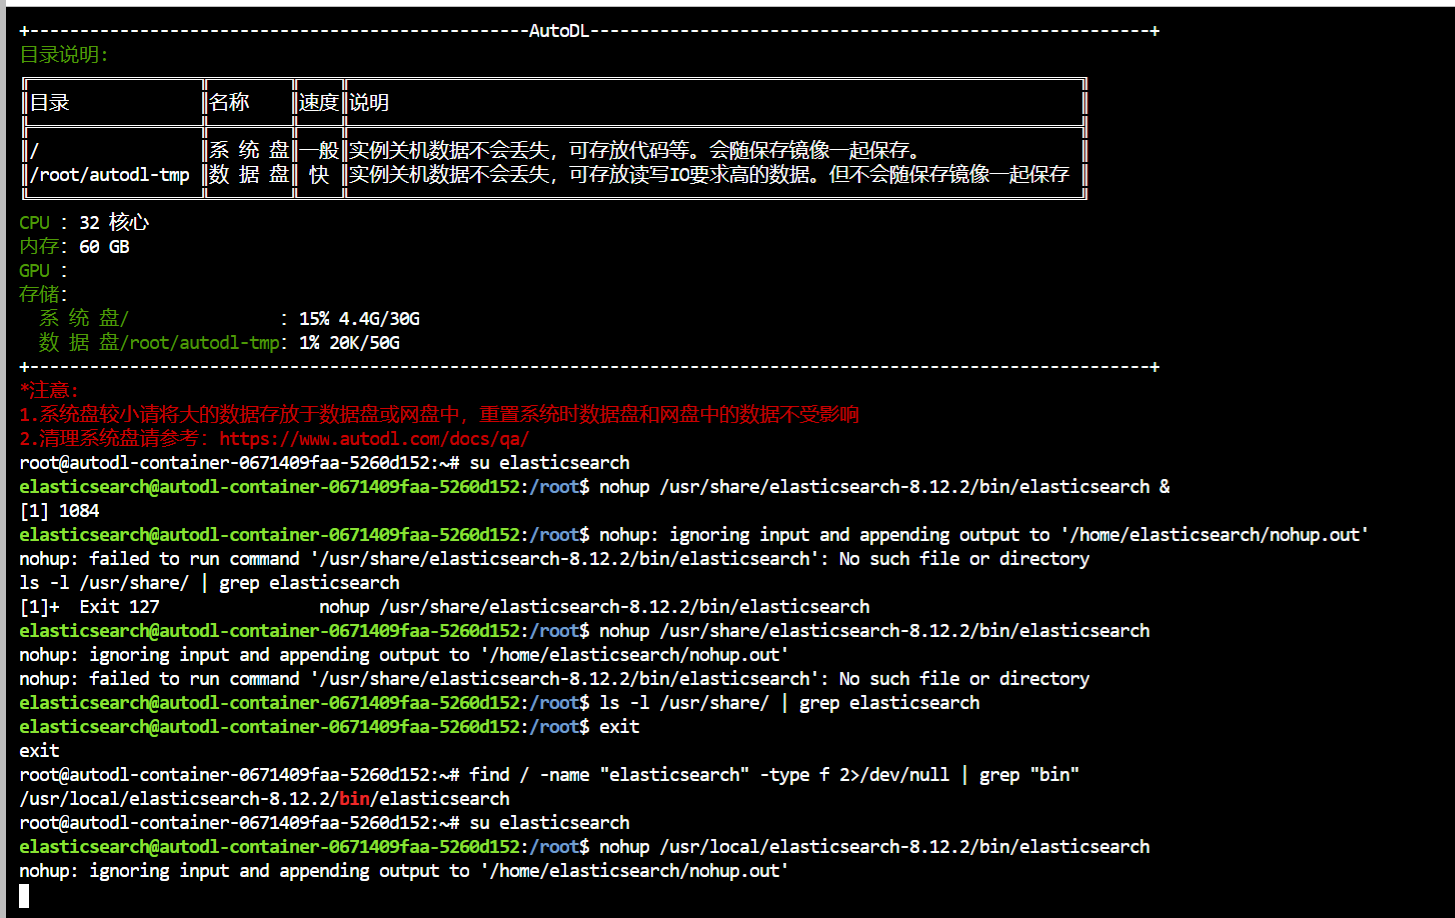 +--------------------------------------------------AutoDL--------------------------------------------------------+
目录说明:
目录 名称 速度 说明
/ 系 统 盘 一般 实例关机数据不会丢失，可存放代码等。会随保存镜像一起保存。
/root/autodl-tmp 数 据 盘 快 实例关机数据不会丢失，可存放读写IO要求高的数据。但不会随保存镜像一起保存
CPU : 32 核心
内存: 60 GB
GPU :
存储:
系 统 盘/ : 15% 4.4G/30G
数 据 盘/root/autodl-tmp: 1% 20K/50G
+----------------------------------------------------------------------------------------------------------------+
*注意:
1.系统盘较小请将大的数据存放于数据盘或网盘中，重置系统时数据盘和网盘中的数据不受影响
2.清理系统盘请参考: https://www.autodl.com/docs/qa/
root@autodl-container-0671409faa-5260d152:~# su elasticsearch
elasticsearch@autodl-container-0671409faa-5260d152:/root$ nohup /usr/share/elasticsearch-8.12.2/bin/elasticsearch &
[1] 1084
elasticsearch@autodl-container-0671409faa-5260d152:/root$ nohup: ignoring input and appending output to '/home/elasticsearch/nohup.out'
nohup: failed to run command '/usr/share/elasticsearch-8.12.2/bin/elasticsearch': No such file or directory
ls -l /usr/share/ | grep elasticsearch
[1]+  Exit 127                nohup /usr/share/elasticsearch-8.12.2/bin/elasticsearch
elasticsearch@autodl-container-0671409faa-5260d152:/root$ nohup /usr/share/elasticsearch-8.12.2/bin/elasticsearch
nohup: ignoring input and appending output to '/home/elasticsearch/nohup.out'
nohup: failed to run command '/usr/share/elasticsearch-8.12.2/bin/elasticsearch': No such file or directory
elasticsearch@autodl-container-0671409faa-5260d152:/root$ ls -l /usr/share/ | grep elasticsearch
elasticsearch@autodl-container-0671409faa-5260d152:/root$ exit
exit
root@autodl-container-0671409faa-5260d152:~# find / -name "elasticsearch" -type f 2>/dev/null | grep "bin"
/usr/local/elasticsearch-8.12.2/bin/elasticsearch
root@autodl-container-0671409faa-5260d152:~# su elasticsearch
elasticsearch@autodl-container-0671409faa-5260d152:/root$ nohup /usr/local/elasticsearch-8.12.2/bin/elasticsearch
nohup: ignoring input and appending output to '/home/elasticsearch/nohup.out'